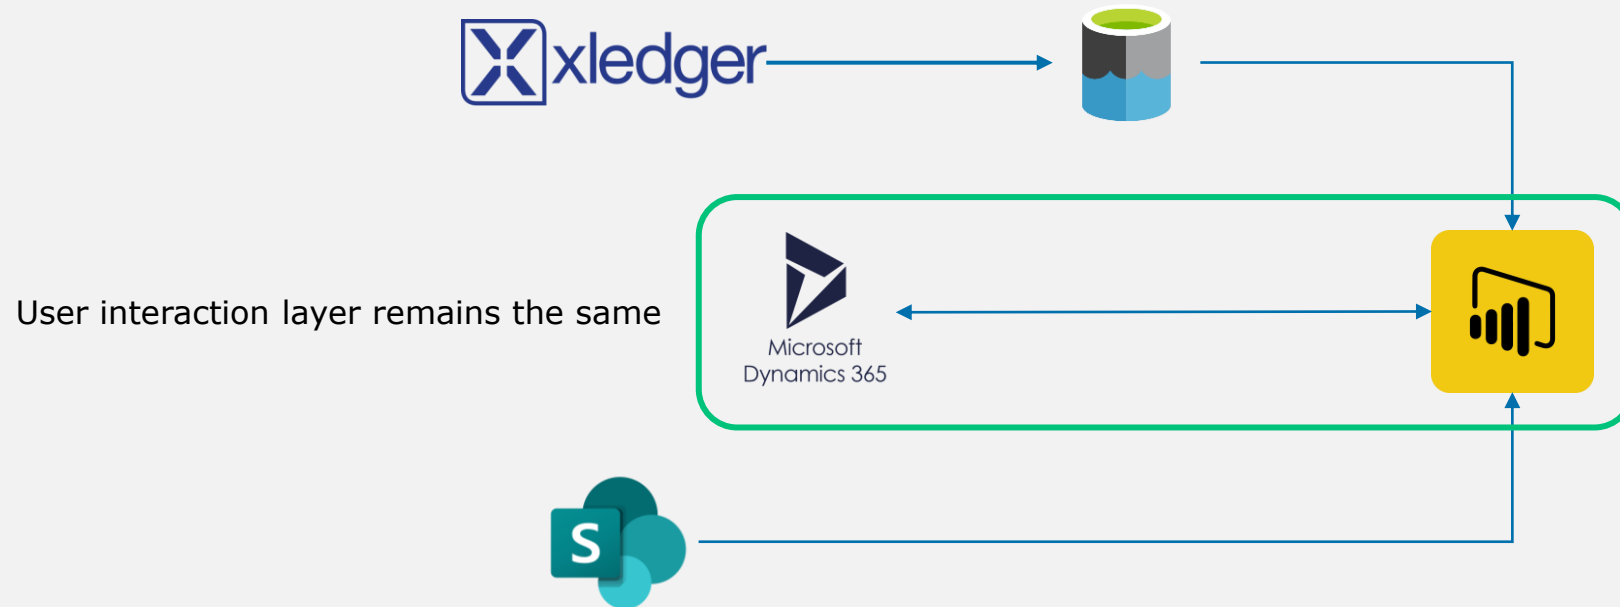 xledger
User interaction layer remains the same
Microsoft
Dynamics 365
S